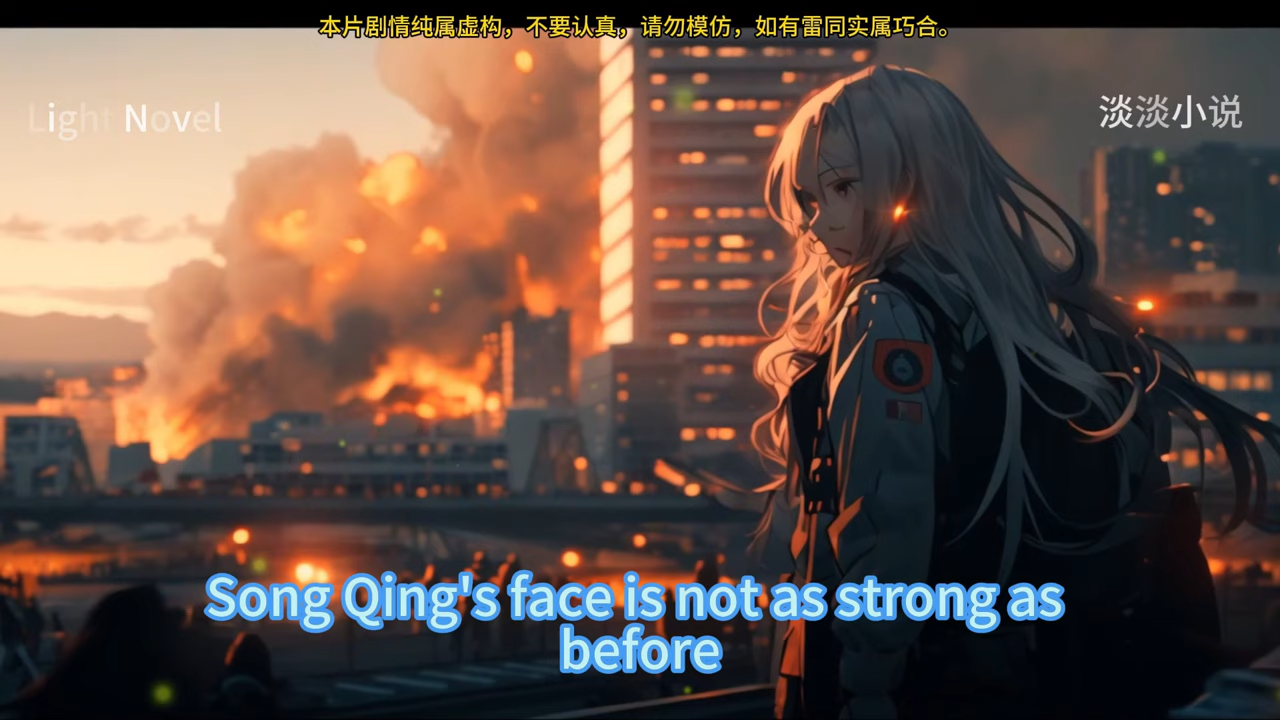 本片剧情纯属虚构，不要认真，请勿模仿，如有雷同实属巧合。
Light Novel
淡淡小说
Song Qing's face is not as strong as
before